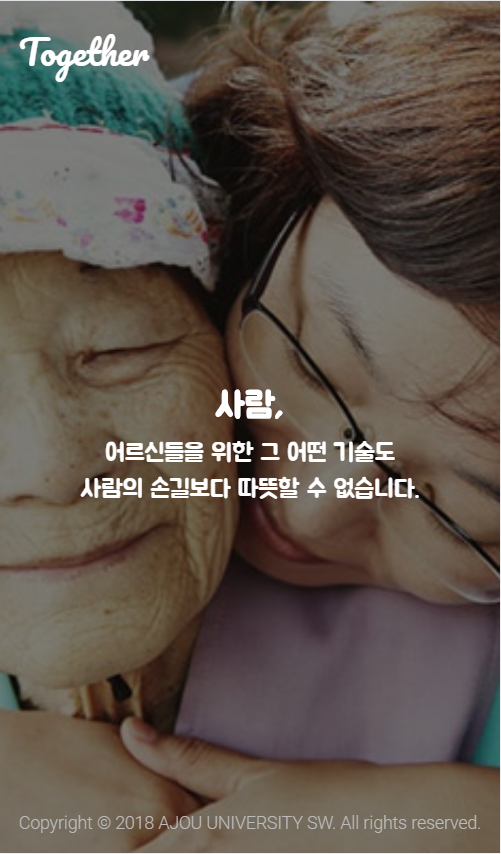 Together
사람,
어르신들을 위한 그 어떤 기술도
사람의 손길보다 따뜻할 수 없습니다.
Copyright © 2018 AJOU UNIVERSITY SW. All rights reserved.